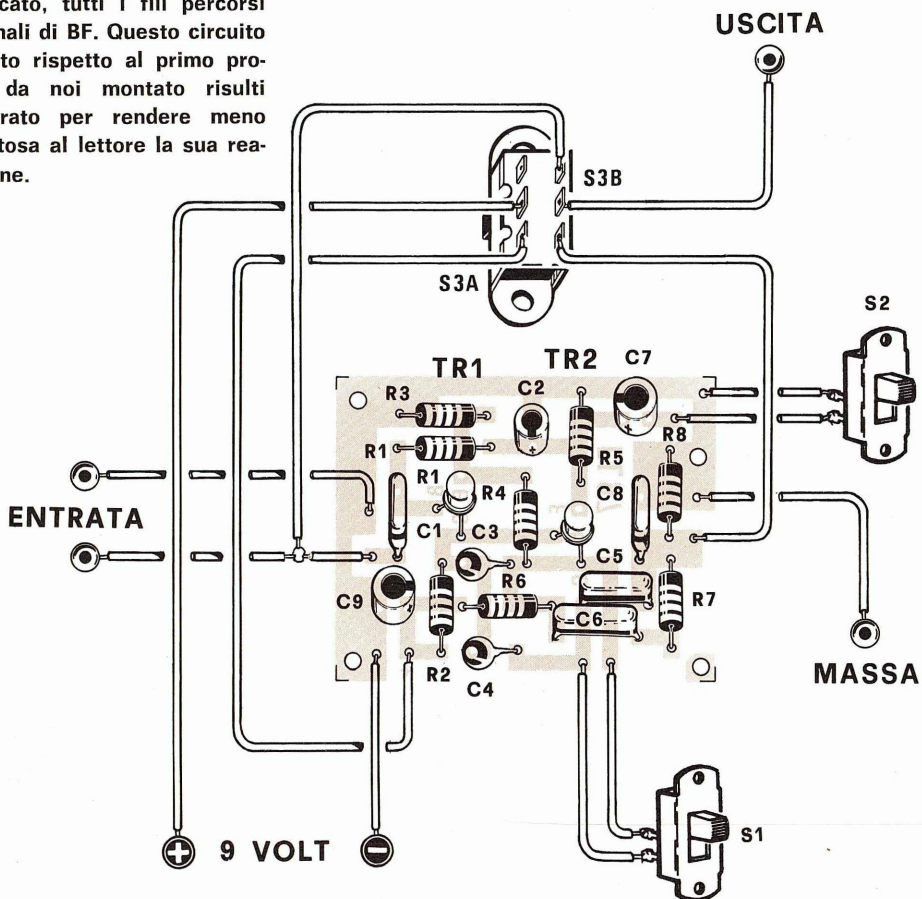 cato, tutti i fili percorsi
nali di BF. Questo circuito
to rispetto al primo pro-
da noi montato risulti
rato per rendere meno
tosa al lettore la sua rea-
ne.
USCITA
S3B
S3A
S2
TR1
TR2
C7
R3
C2
R1
R5
R8
R1
R4
C8
ENTRATA
C1
C3
C5
C9
R6
R7
C6
R2
C4
MASSA
+ 9 VOLT -
S1